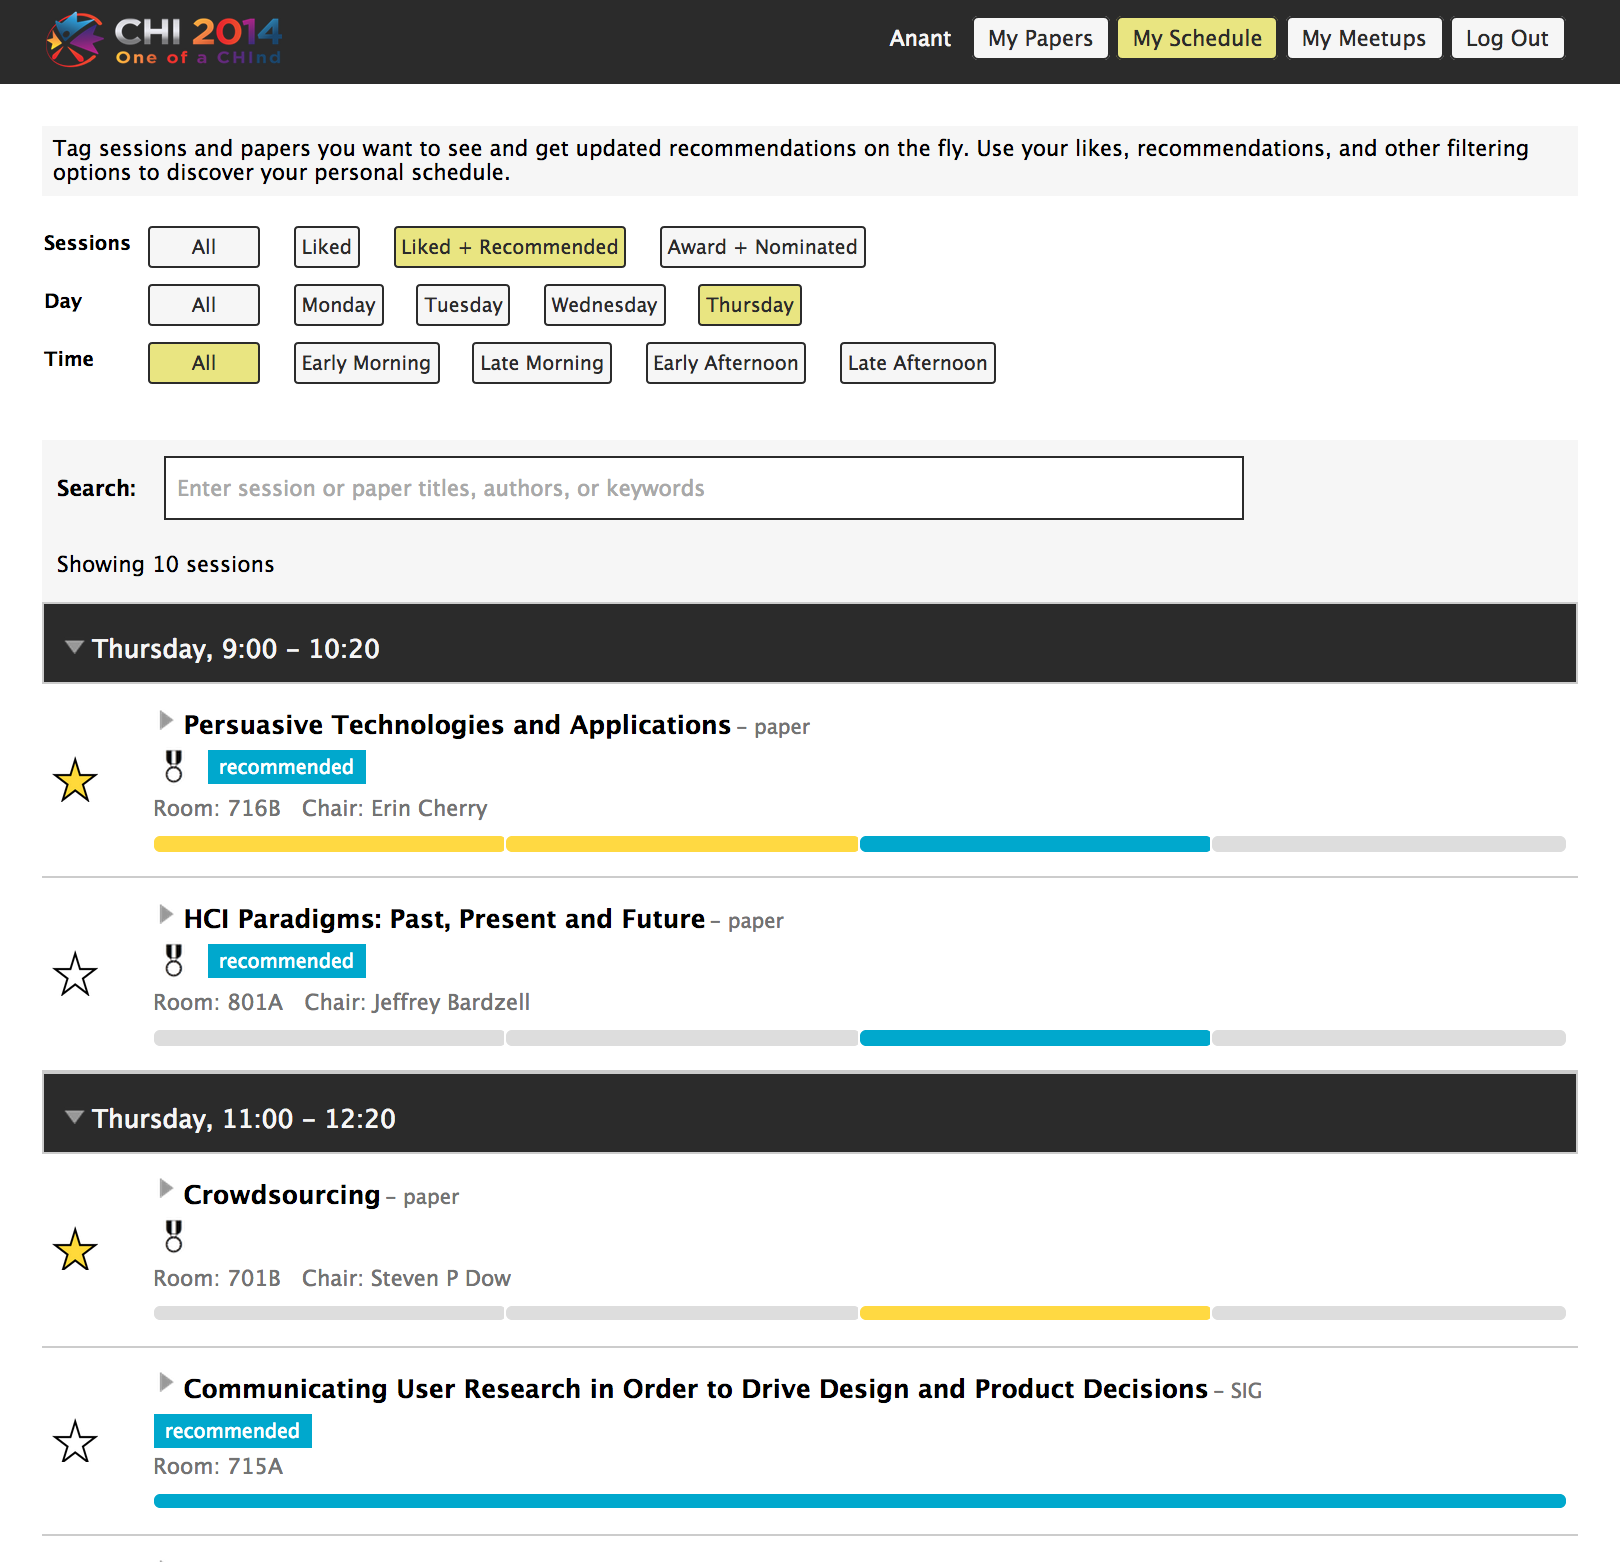 CHI 2014
One of a CHInd
Anant My Papers My Schedule My Meetups Log Out
Tag sessions and papers you want to see and get updated recommendations on the fly. Use your likes, recommendations, and other filtering
options to discover your personal schedule.
Sessions All Liked Liked + Recommended Award + Nominated
Day All Monday Tuesday Wednesday Thursday
Time All Early Morning Late Morning Early Afternoon Late Afternoon
Search: Enter session or paper titles, authors, or keywords
Showing 10 sessions
Thursday, 9:00 – 10:20
Persuasive Technologies and Applications – paper
recommended
Room: 716B Chair: Erin Cherry
HCI Paradigms: Past, Present and Future – paper
recommended
Room: 801A Chair: Jeffrey Bardzell
Thursday, 11:00 – 12:20
Crowdsourcing – paper
Room: 701B Chair: Steven P Dow
Communicating User Research in Order to Drive Design and Product Decisions – SIG
recommended
Room: 715A